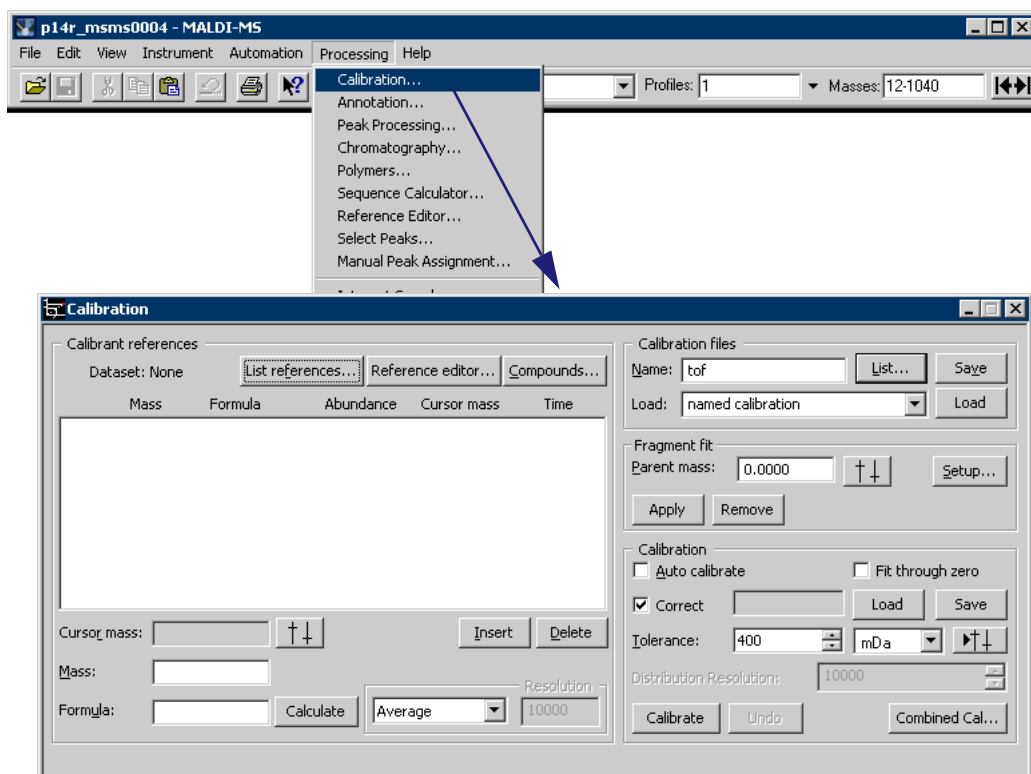 p14r_msms0004 - MALDI-MS
File Edit View Instrument Automation Processing Help
Profiles: 1 Masses: 12-1040
Calibration...
Annotation...
Peak Processing...
Chromatography...
Polymers...
Sequence Calculator...
Reference Editor...
Select Peaks...
Manual Peak Assignment...
Calibration
Calibrant references
Dataset: None List references... Reference editor... Compounds...
Mass Formula Abundance Cursor mass Time
Cursor mass: Insert Delete
Mass:
Formula: Calculate Average Resolution 10000
Calibration files
Name: tof List... Save
Load: named calibration Load
Fragment fit
Parent mass: 0.0000 Setup...
Apply Remove
Calibration
Auto calibrate Fit through zero
Correct Load Save
Tolerance: 400 mDa
Distribution Resolution: 10000
Calibrate Undo Combined Cal...